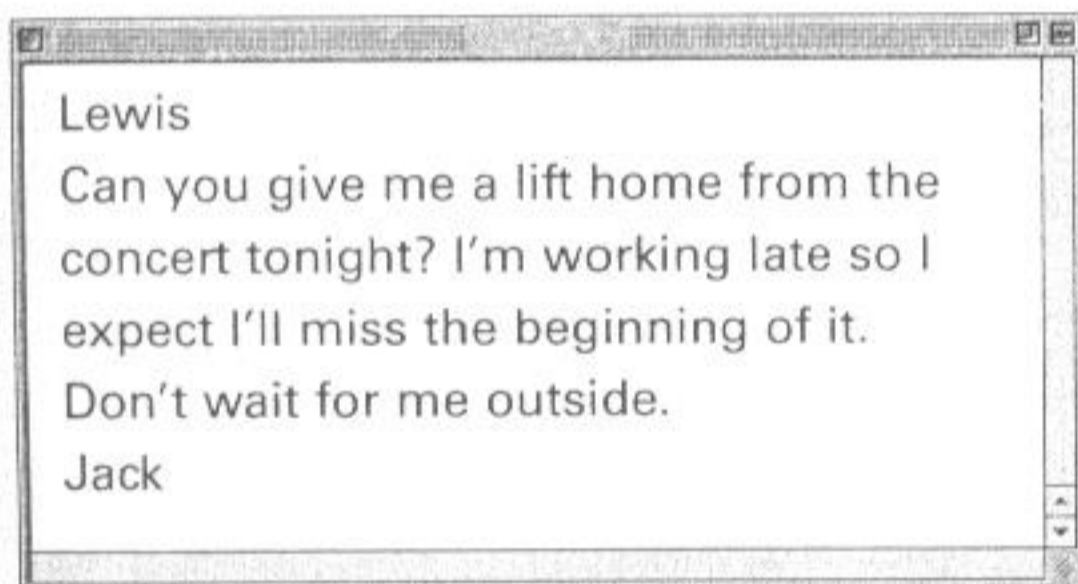 Lewis
Can you give me a lift home from the
concert tonight? I'm working late so I
expect I'll miss the beginning of it.
Don't wait for me outside.
Jack